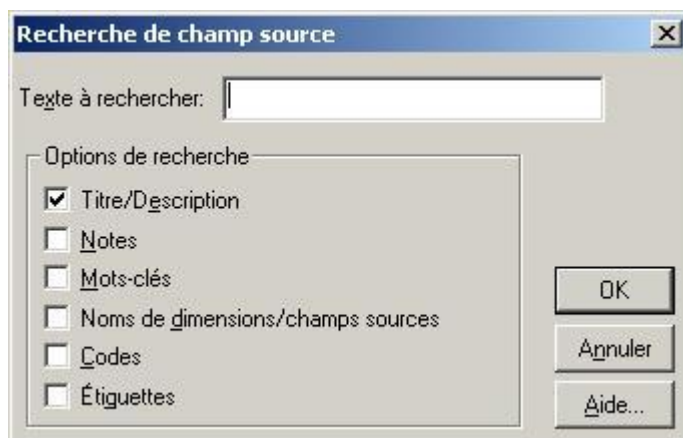 Recherche de champ source
Texte à rechercher:
Options de recherche
Titre/Description
Notes
Mots-clés
Noms de dimensions/champs sources
Codes
Étiguettes
OK
Annuler
Aide...